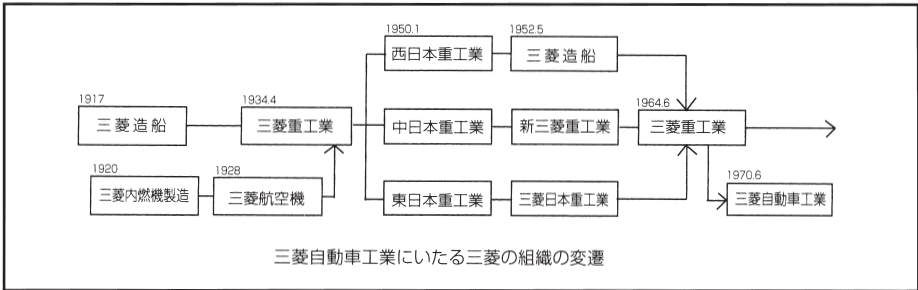 1950.1
西日本重工業
1952.5
三菱造船
1917
三菱造船
1934.4
三菱重工業
中日本重工業
新三菱重工業
1964.6
三菱重工業
1920
三菱内燃機製造
1928
三菱航空機
東日本重工業
三菱日本重工業
1970.6
三菱自動車工業
三菱自動車工業にいたる三菱の組織の変遷